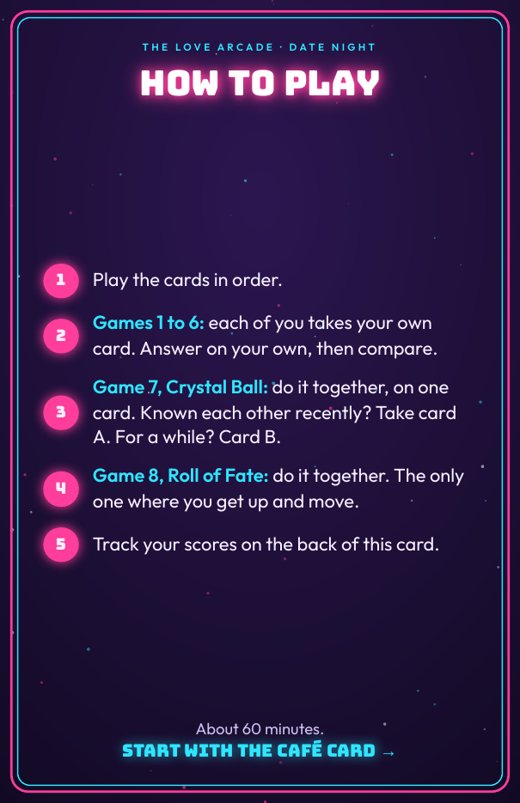 THE LOVE ARCADE · DATE NIGHT
HOW TO PLAY
1 Play the cards in order.
2 Games 1 to 6: each of you takes your own
card. Answer on your own, then compare.
3 Game 7, Crystal Ball: do it together, on one
card. Known each other recently? Take card
A. For a while? Card B.
4 Game 8, Roll of Fate: do it together. The only
one where you get up and move.
5 Track your scores on the back of this card.
About 60 minutes.
START WITH THE CAFÉ CARD →